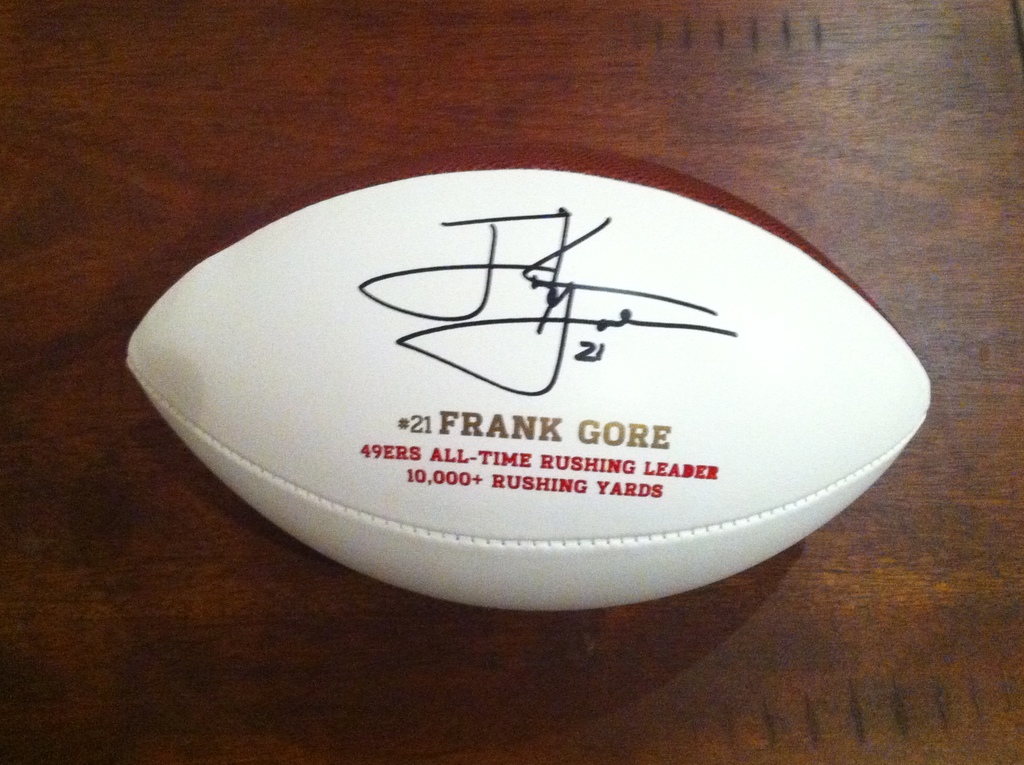 21
#21 FRANK GORE
49ERS ALL-TIME RUSHING LEADER
10,000+ RUSHING YARDS